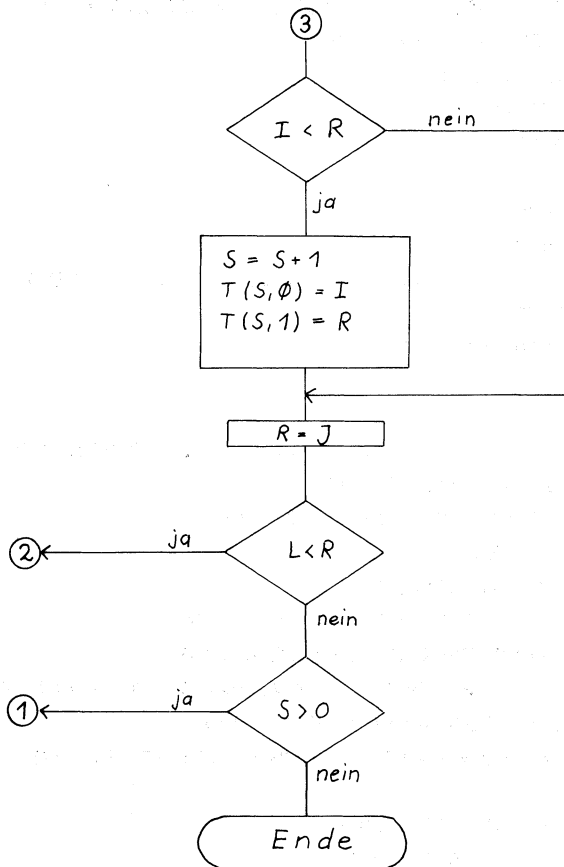 3
I < R
nein
ja
S = S + 1
T (S, Ø) = I
T (S, 1) = R
R = J
L < R
ja
2
nein
S > 0
ja
1
nein
Ende